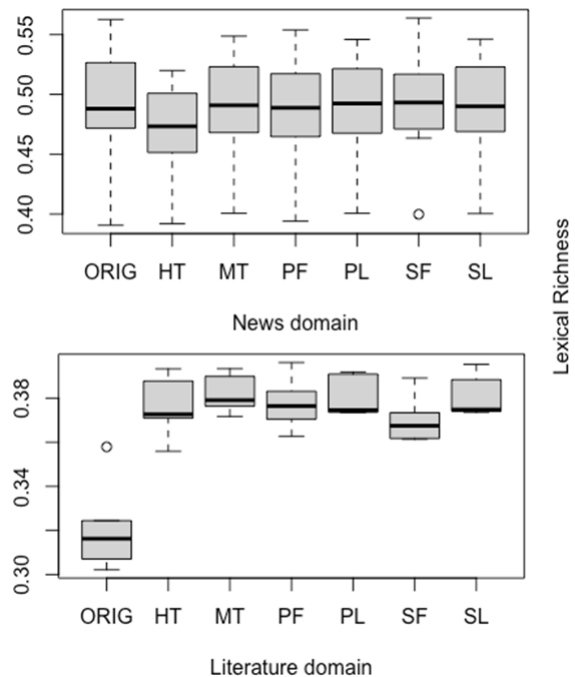 0.55
0.50
0.45
0.40
ORIG HT MT PF PL SF SL
News domain
Lexical Richness
0.38
0.34
0.30
ORIG HT MT PF PL SF SL
Literature domain